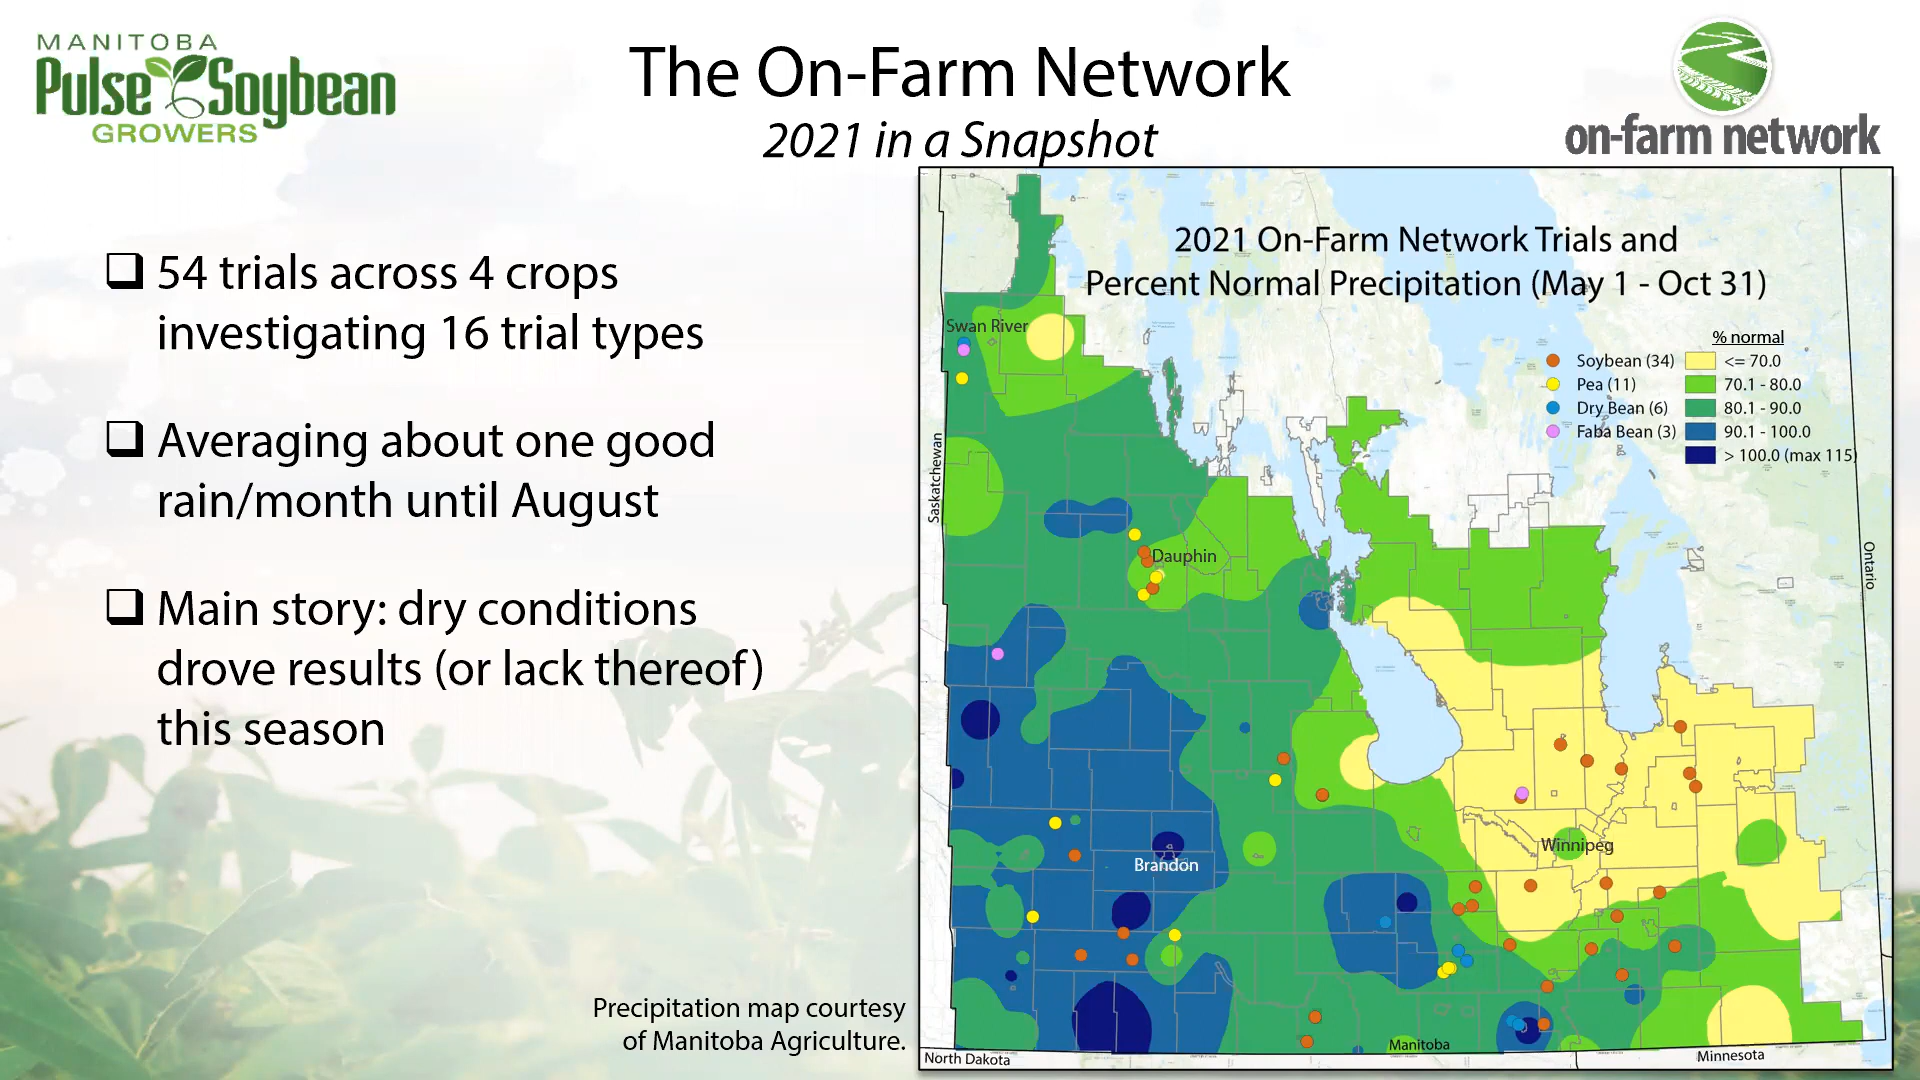 MANITOBA
Pulse Soybean
GROWERS
The On-Farm Network
2021 in a Snapshot
on-farm network
54 trials across 4 crops
investigating 16 trial types
Averaging about one good
rain/month until August
Main story: dry conditions
drove results (or lack thereof)
this season
Precipitation map courtesy
of Manitoba Agriculture.
2021 On-Farm Network Trials and
Percent Normal Precipitation (May 1 - Oct 31)
% normal
Soybean (34) <= 70.0
Pea (11) 70.1 - 80.0
Dry Bean (6) 80.1 - 90.0
Faba Bean (3) 90.1 - 100.0
> 100.0 (max 115)
Swan River
Saskatchewan
Dauphin
Ontario
Winnipeg
Brandon
Manitoba
North Dakota
Minnesota